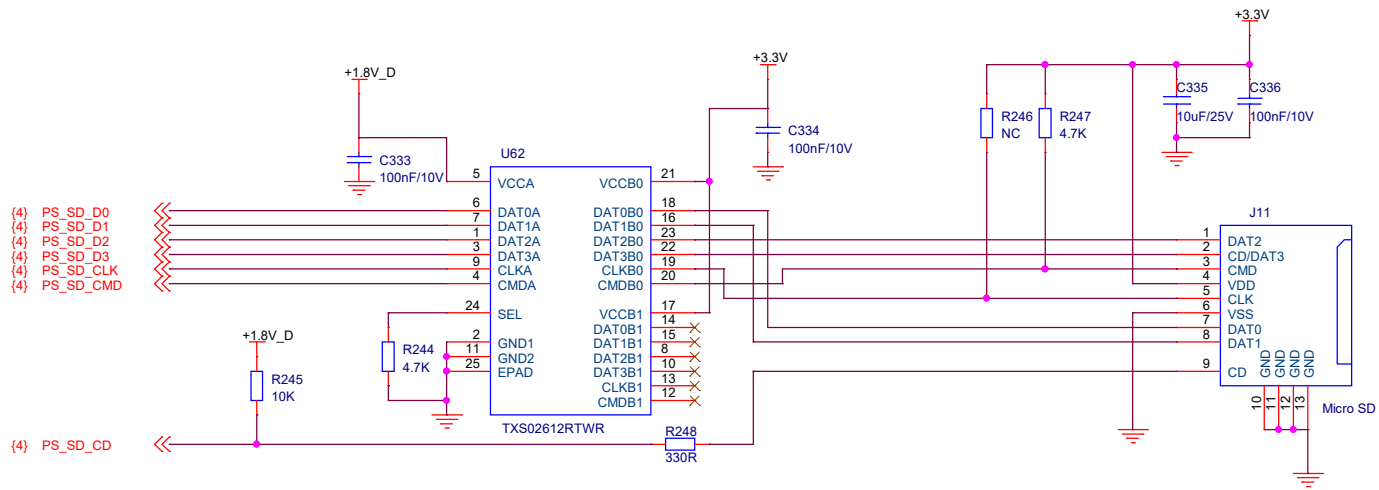 +3.3V
+3.3V
+1.8V_D
C335
10uF/25V
C336
100nF/10V
R246
NC
R247
4.7K
C334
100nF/10V
C333
100nF/10V
U62
5 VCCA VCCB0 21
{4} PS_SD_D0 6 DAT0A DAT0B0 18
{4} PS_SD_D1 7 DAT1A DAT1B0 16
{4} PS_SD_D2 1 DAT2A DAT2B0 23
{4} PS_SD_D3 3 DAT3A DAT3B0 22
{4} PS_SD_CLK 9 CLKA CLKB0 19
{4} PS_SD_CMD 4 CMDA CMDB0 20
24 SEL VCCB1 17
DAT0B1 14
2 GND1 DAT1B1 15
11 GND2 DAT2B1 8
25 EPAD DAT3B1 10
CLKB1 13
CMDB1 12
TXS02612RTWR
J11
1 DAT2
2 CD/DAT3
3 CMD
4 VDD
5 CLK
6 VSS
7 DAT0
8 DAT1
9 CD
GND GND GND GND
10 11 12 13
Micro SD
+1.8V_D
R244
4.7K
R245
10K
{4} PS_SD_CD
R248
330R